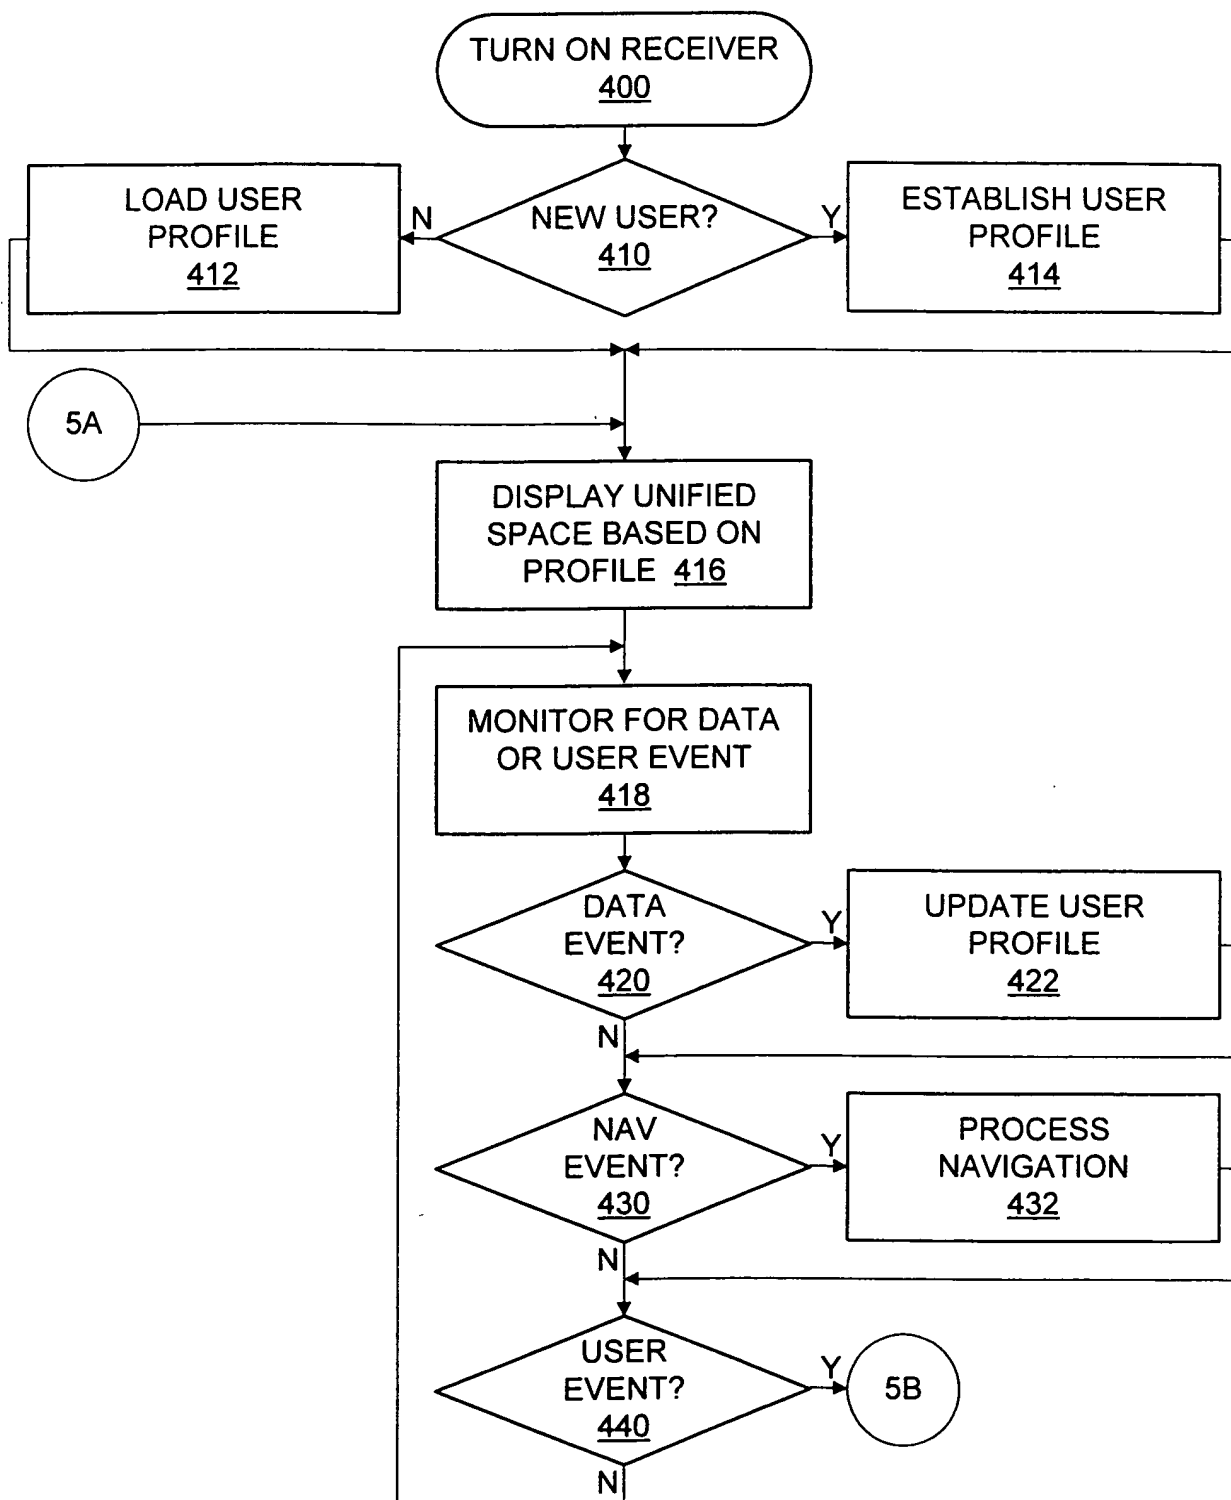 TURN ON RECEIVER
400
LOAD USER
PROFILE
412
N
NEW USER?
410
Y
ESTABLISH USER
PROFILE
414
5A
DISPLAY UNIFIED
SPACE BASED ON
PROFILE 416
MONITOR FOR DATA
OR USER EVENT
418
DATA
EVENT?
420
Y
UPDATE USER
PROFILE
422
N
NAV
EVENT?
430
Y
PROCESS
NAVIGATION
432
N
USER
EVENT?
440
Y
5B
N